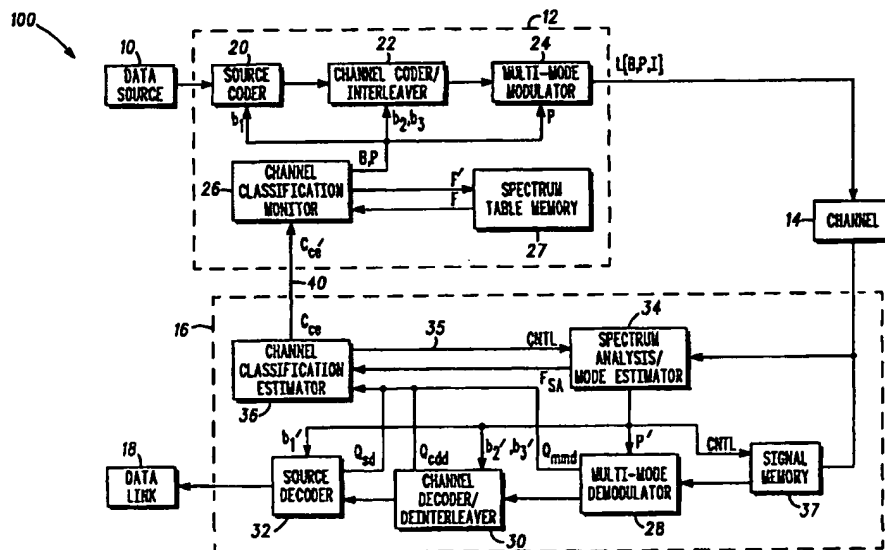 100
12
10
DATA
SOURCE
20
SOURCE
CODER
22
CHANNEL CODER/
INTERLEAVER
24
MULTI-MODE
MODULATOR
L[B,P,I]
b1
b2,b3
P
B,P
26
CHANNEL
CLASSIFICATION
MONITOR
F'
F
SPECTRUM
TABLE MEMORY
27
14
CHANNEL
Cce'
40
16
Cce
35
CNTL
34
SPECTRUM
ANALYSIS/
MODE ESTIMATOR
CHANNEL
CLASSIFICATION
ESTIMATOR
36
FSA
18
DATA
LINK
b1'
Qsd
Qcdd
b2',b3'
Qmmd
P'
CNTL
SOURCE
DECODER
32
CHANNEL
DECODER/
DEINTERLEAVER
30
MULTI-MODE
DEMODULATOR
28
SIGNAL
MEMORY
37